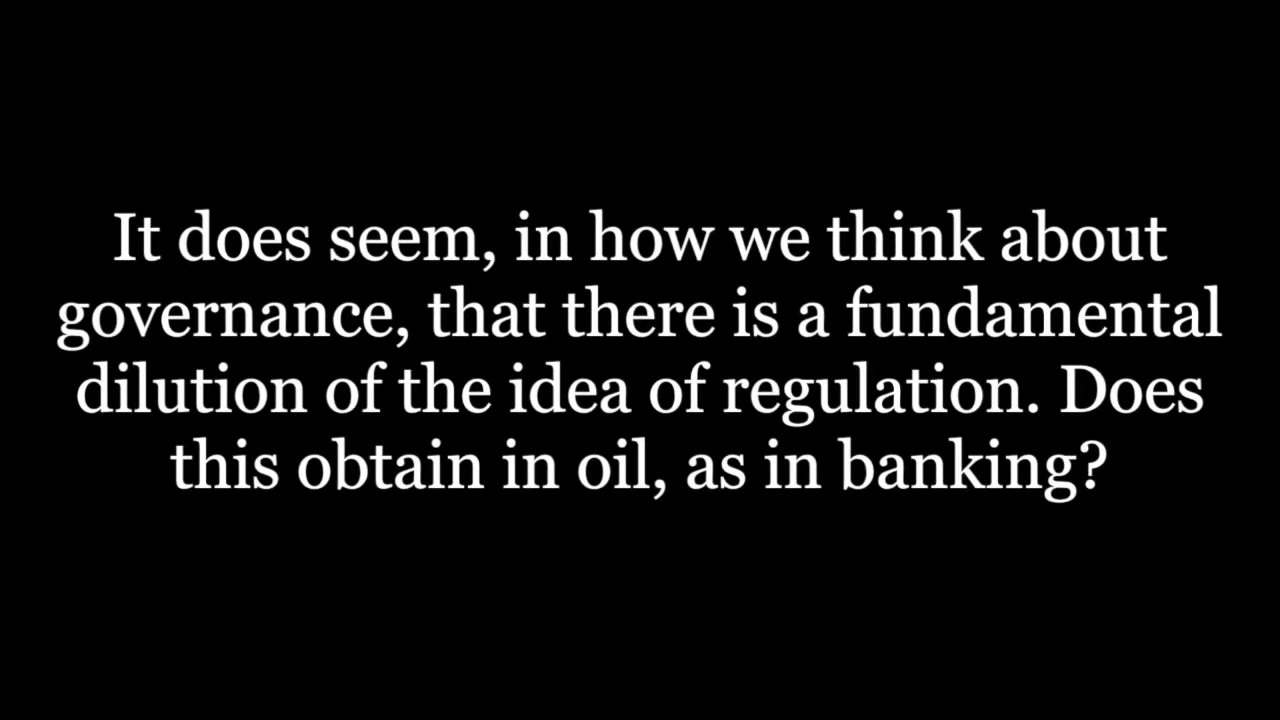 It does seem, in how we think about
governance, that there is a fundamental
dilution of the idea of regulation. Does
this obtain in oil, as in banking?